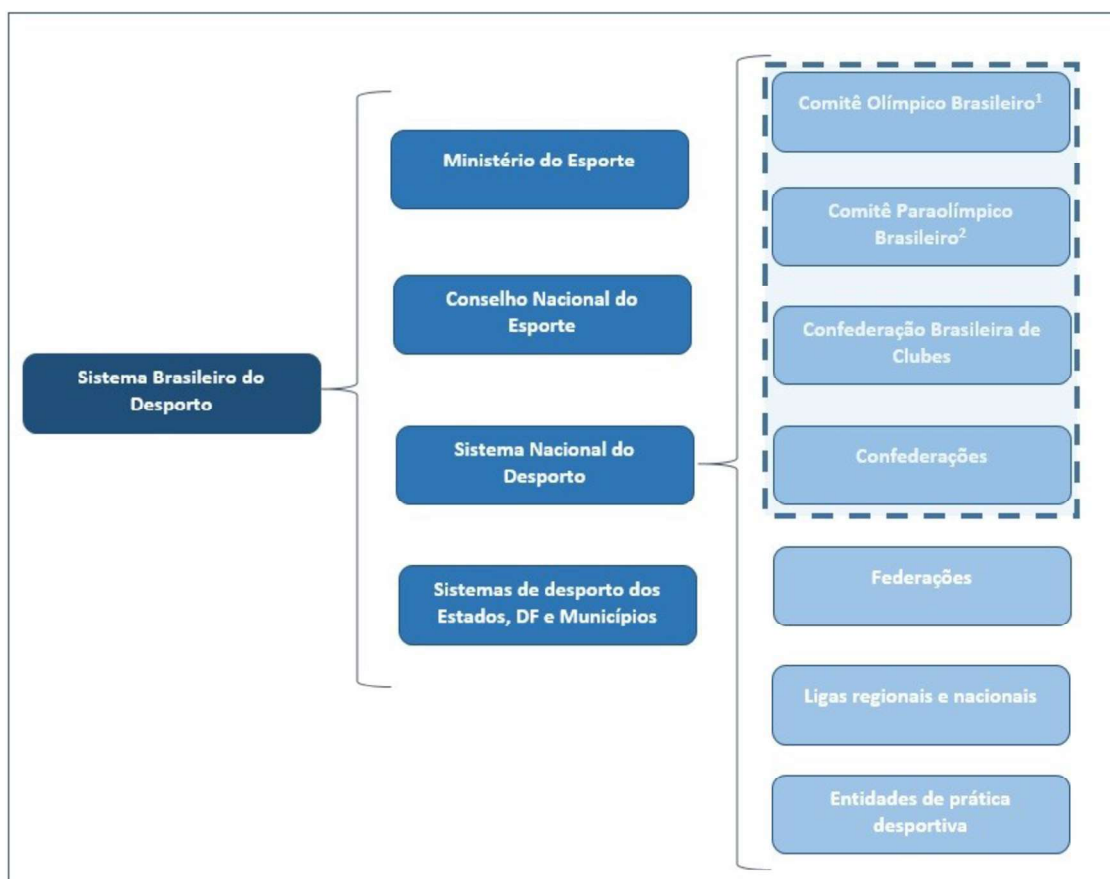 Sistema Brasileiro do
Desporto
Ministério do Esporte
Conselho Nacional do
Esporte
Sistema Nacional do
Desporto
Sistemas de desporto dos
Estados, DF e Municípios
Comitê Olímpico Brasileiro¹
Comitê Paraolímpico
Brasileiro²
Confederação Brasileira de
Clubes
Confederações
Federações
Ligas regionais e nacionais
Entidades de prática
desportiva